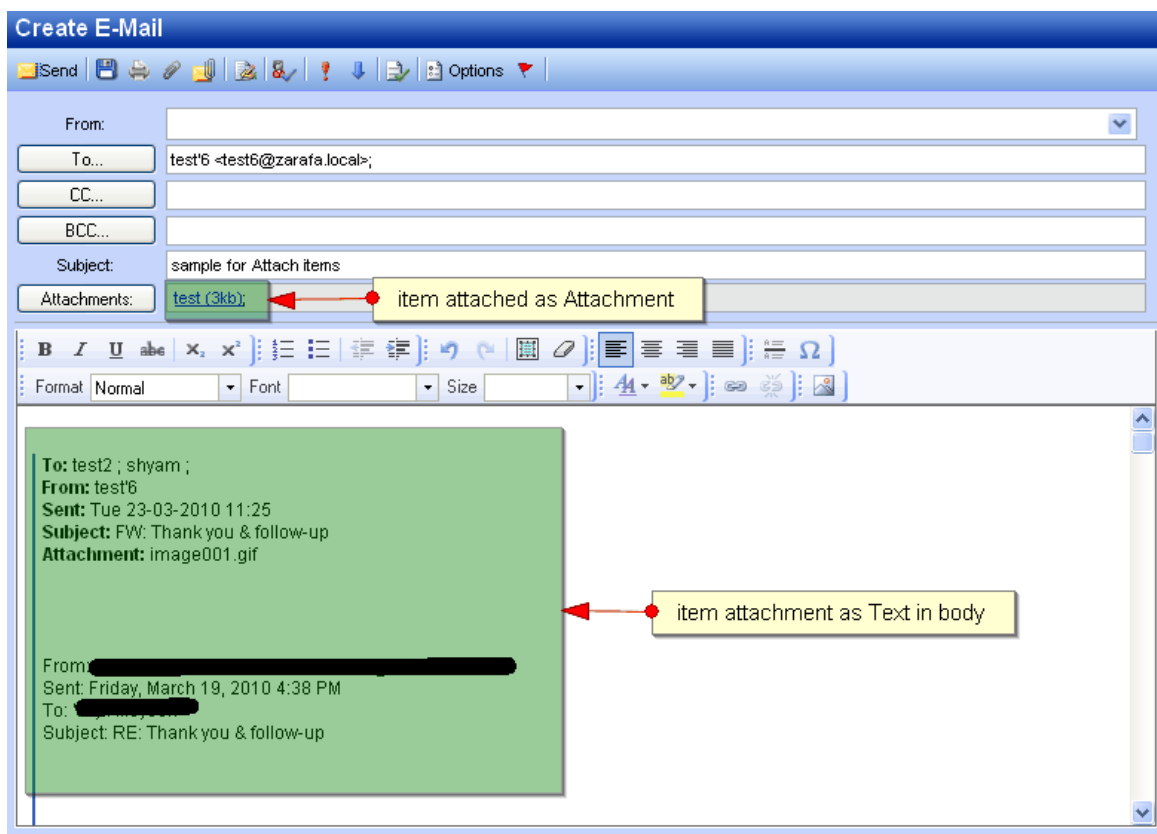 Create E-Mail
Send Options
From:
To... test'6 <test6@zarafa.local>;
CC...
BCC...
Subject: sample for Attach items
Attachments: test (3kb); item attached as Attachment
B I U abc X₂ X² Ω
Format Normal Font Size
To: test2 ; shyam ;
From: test'6
Sent: Tue 23-03-2010 11:25
Subject: FW: Thank you & follow-up
Attachment: image001.gif
item attachment as Text in body
From:
Sent: Friday, March 19, 2010 4:38 PM
To:
Subject: RE: Thank you & follow-up